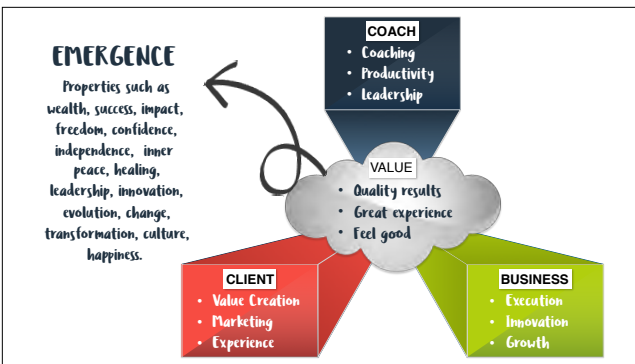 EMERGENCE
Properties such as
wealth, success, impact,
freedom, confidence,
independence, inner
peace, healing,
leadership, innovation,
evolution, change,
transformation, culture,
happiness.
COACH
• Coaching
• Productivity
• Leadership
VALUE
• Quality results
• Great experience
• Feel good
CLIENT
• Value Creation
• Marketing
• Experience
BUSINESS
• Execution
• Innovation
• Growth